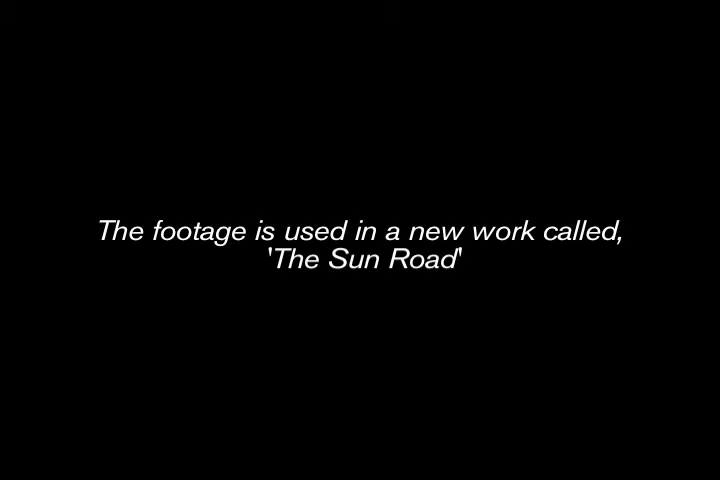 The footage is used in a new work called,
'The Sun Road'